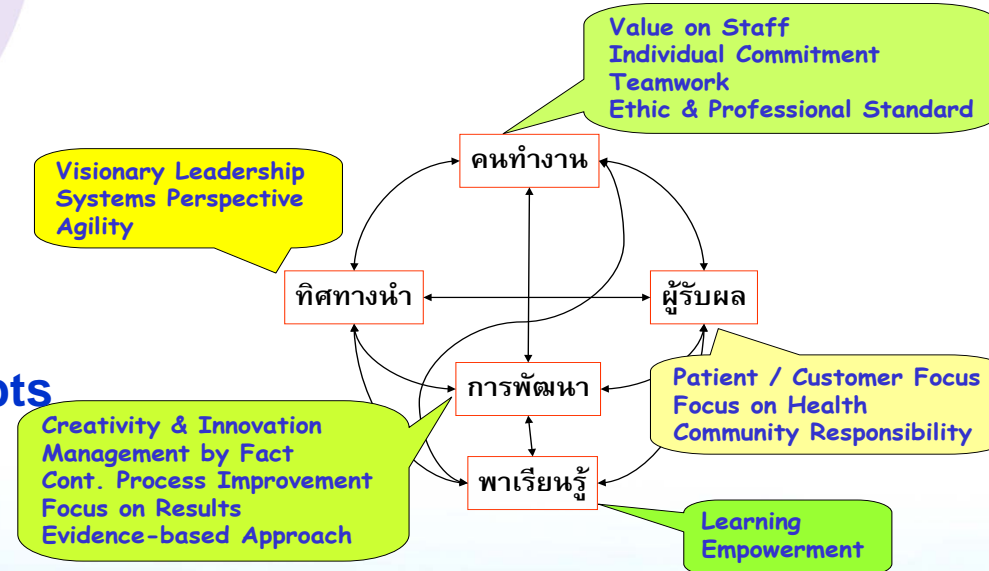 Value on Staff
Individual Commitment
Teamwork
Ethic & Professional Standard
คนทำงาน
Visionary Leadership
Systems Perspective
Agility
ทิศทางนำ
ผู้รับผล
การพัฒนา
Patient / Customer Focus
Focus on Health
Community Responsibility
Creativity & Innovation
Management by Fact
Cont. Process Improvement
Focus on Results
Evidence-based Approach
พาเรียนรู้
Learning
Empowerment